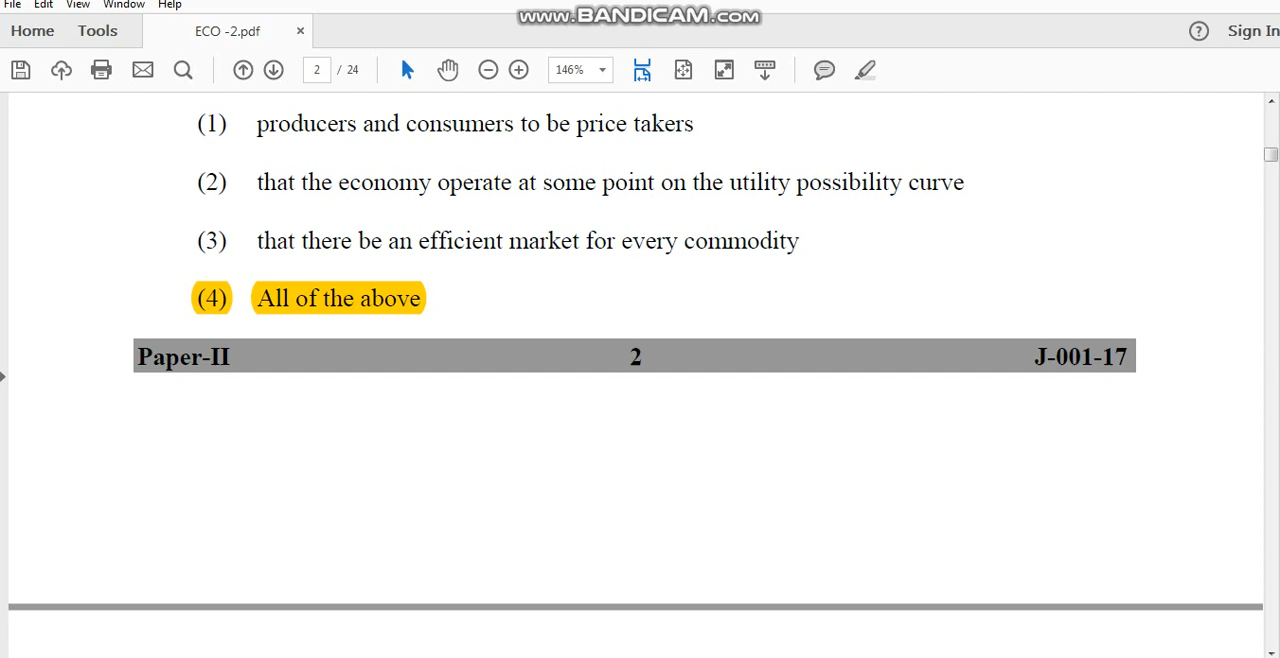 File Edit View Window Help
www.BANDICAM.com
Home Tools ECO -2.pdf × ? Sign In
2 / 24 146%
(1) producers and consumers to be price takers
(2) that the economy operate at some point on the utility possibility curve
(3) that there be an efficient market for every commodity
(4) All of the above
Paper-II 2 J-001-17